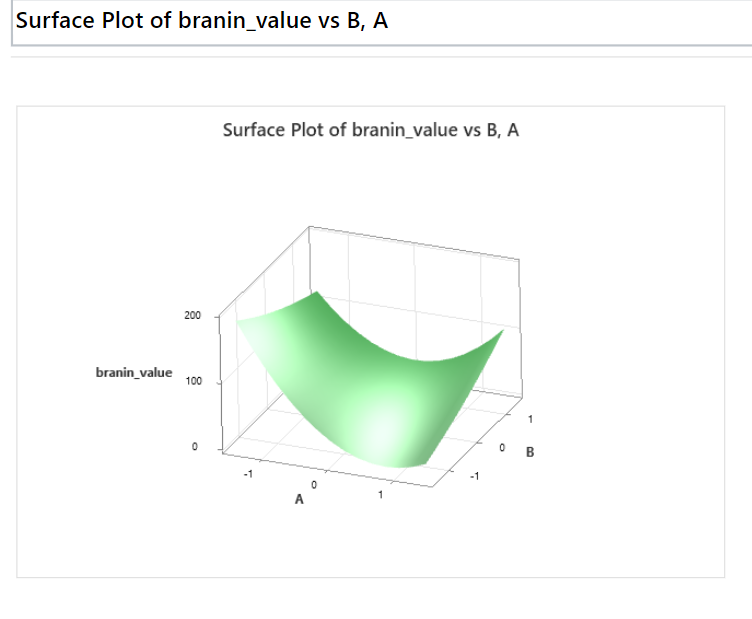 Surface Plot of branin_value vs B, A
Surface Plot of branin_value vs B, A
200
branin_value
100
0
-1
0
1
A
-1
0
1
B